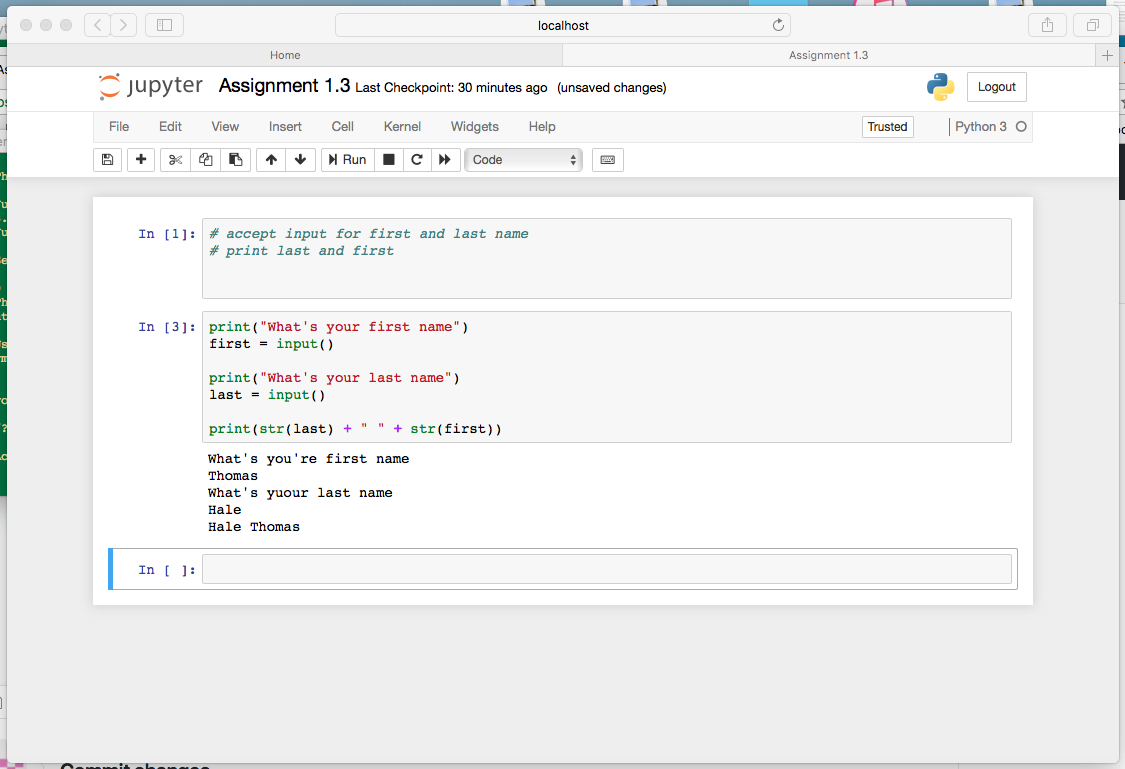 localhost
Home
Assignment 1.3
jupyter Assignment 1.3 Last Checkpoint: 30 minutes ago (unsaved changes)
Logout
File Edit View Insert Cell Kernel Widgets Help
Trusted
Python 3
Run
Code
In [1]: # accept input for first and last name
# print last and first
In [3]: print("What's your first name")
first = input()
print("What's your last name")
last = input()
print(str(last) + " " + str(first))
What's you're first name
Thomas
What's yuour last name
Hale
Hale Thomas
In [ ]:
Commit changes